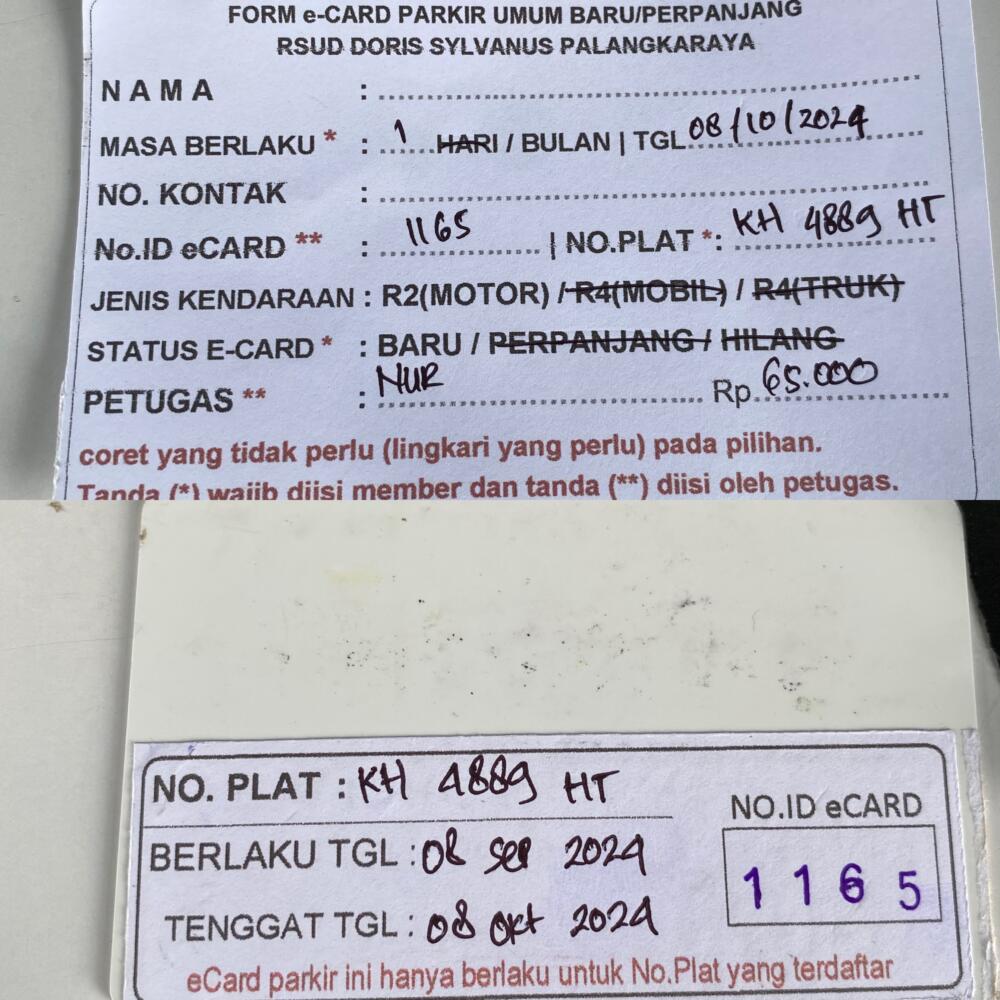 FORM e-CARD PARKIR UMUM BARU/PERPANJANG
RSUD DORIS SYLVANUS PALANGKARAYA
NAMA :
MASA BERLAKU * : 1 HARI / BULAN | TGL 08/10/2024
NO. KONTAK :
No.ID eCARD ** : 1165 | NO.PLAT *: KH 4889 HT
JENIS KENDARAAN : R2(MOTOR) / R4(MOBIL) / R4(TRUK)
STATUS E-CARD * : BARU / PERPANJANG / HILANG
PETUGAS ** : NUR Rp 65.000
coret yang tidak perlu (lingkari yang perlu) pada pilihan.
Tanda (*) wajib diisi member dan tanda (**) diisi oleh petugas.
NO. PLAT : KH 4889 HT
BERLAKU TGL : 08 sep 2024
TENGGAT TGL : 08 okt 2024
NO.ID eCARD
1165
eCard parkir ini hanya berlaku untuk No.Plat yang terdaftar